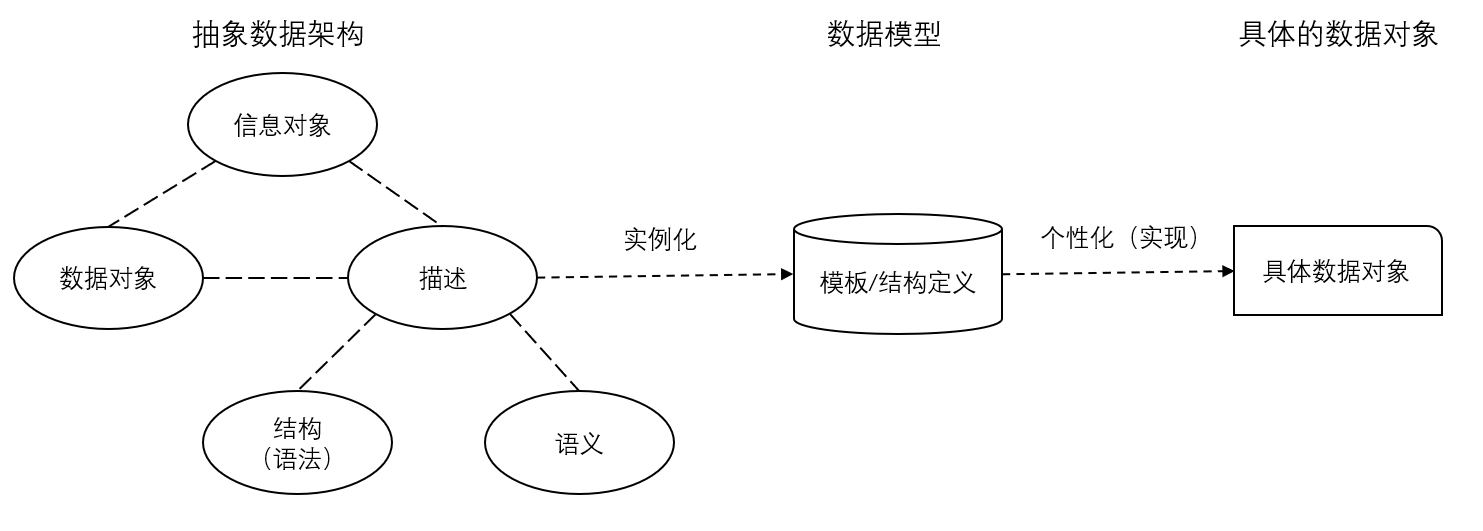 抽象数据架构
数据模型
具体的数据对象
信息对象
数据对象
描述
实例化
模板/结构定义
个性化（实现）
具体数据对象
结构
（语法）
语义